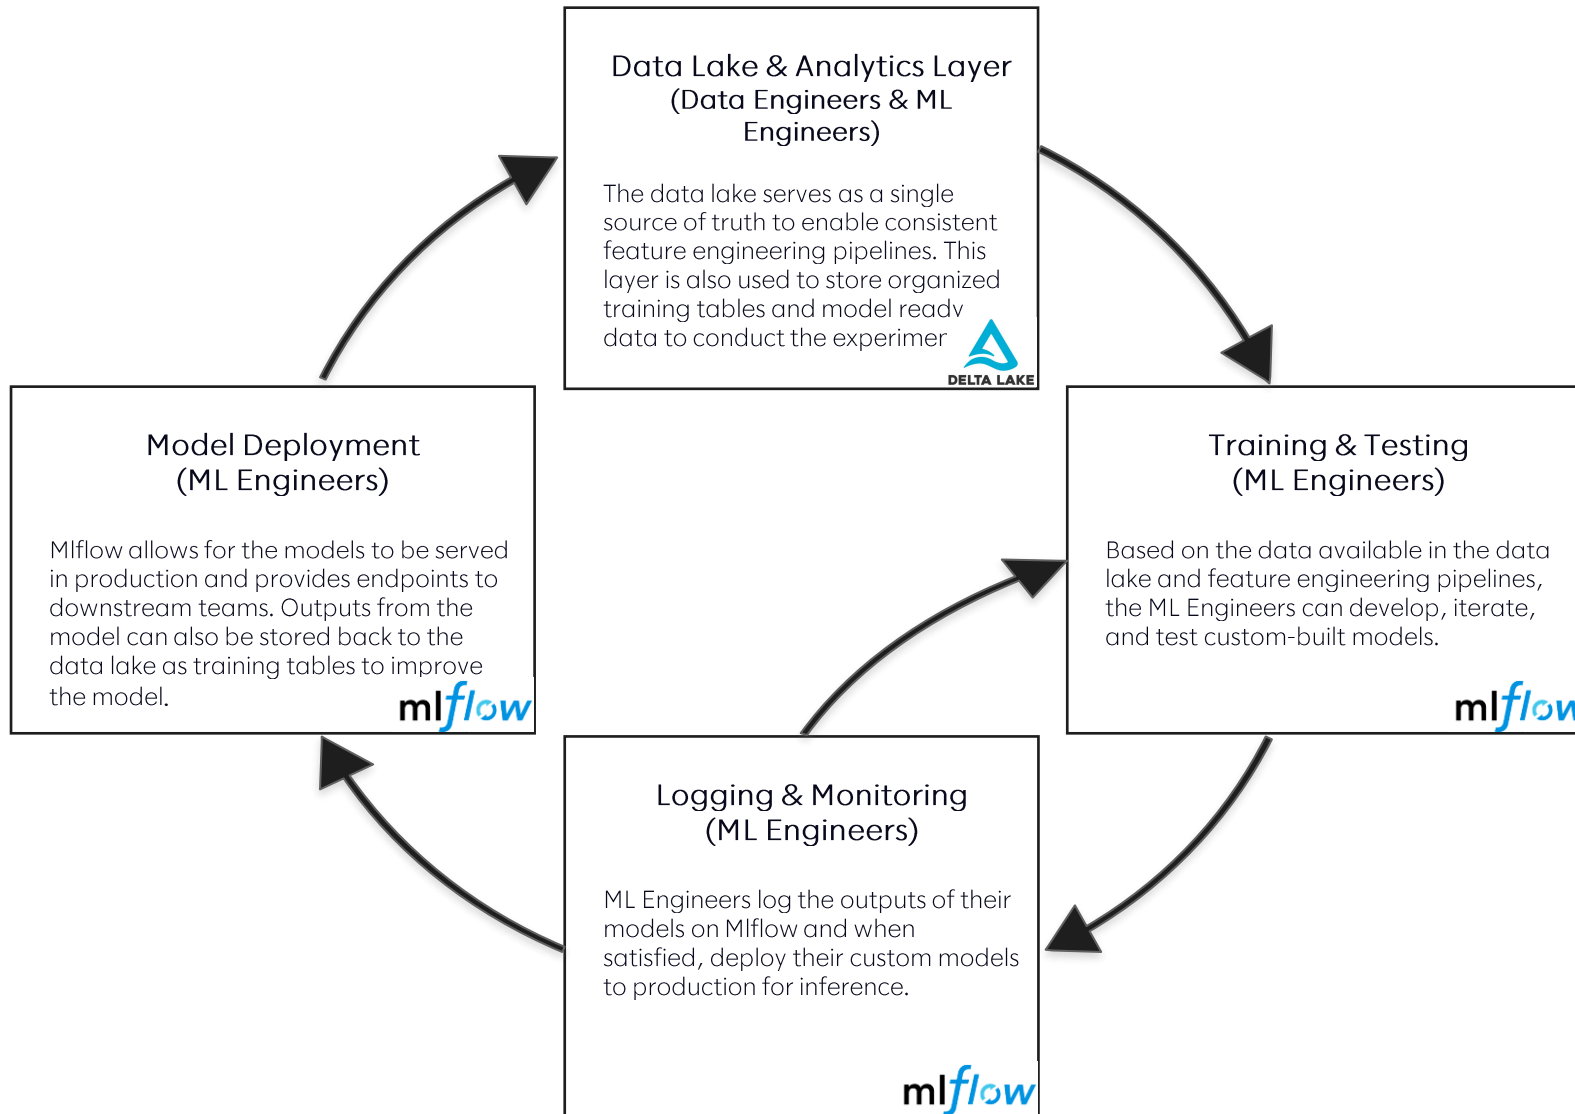 Data Lake & Analytics Layer
(Data Engineers & ML
Engineers)
The data lake serves as a single
source of truth to enable consistent
feature engineering pipelines. This
layer is also used to store organized
training tables and model ready
data to conduct the experimer
DELTA LAKE
Model Deployment
(ML Engineers)
Mlflow allows for the models to be served
in production and provides endpoints to
downstream teams. Outputs from the
model can also be stored back to the
data lake as training tables to improve
the model.
mlflow
Training & Testing
(ML Engineers)
Based on the data available in the data
lake and feature engineering pipelines,
the ML Engineers can develop, iterate,
and test custom-built models.
mlflow
Logging & Monitoring
(ML Engineers)
ML Engineers log the outputs of their
models on Mlflow and when
satisfied, deploy their custom models
to production for inference.
mlflow